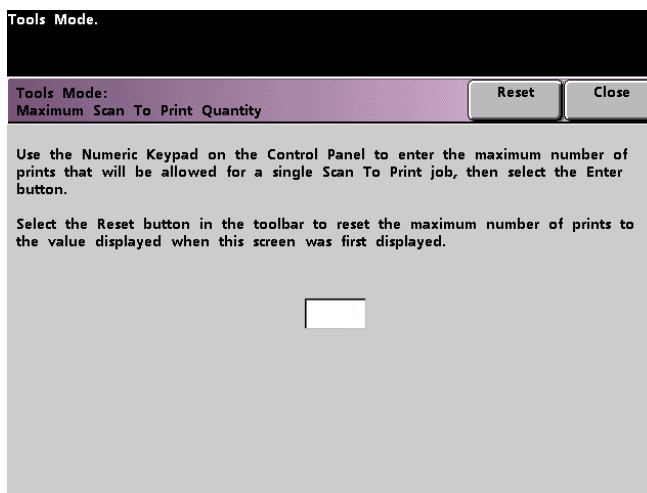 Tools Mode.
Tools Mode:
Maximum Scan To Print Quantity
Reset
Close
Use the Numeric Keypad on the Control Panel to enter the maximum number of
prints that will be allowed for a single Scan To Print job, then select the Enter
button.
Select the Reset button in the toolbar to reset the maximum number of prints to
the value displayed when this screen was first displayed.